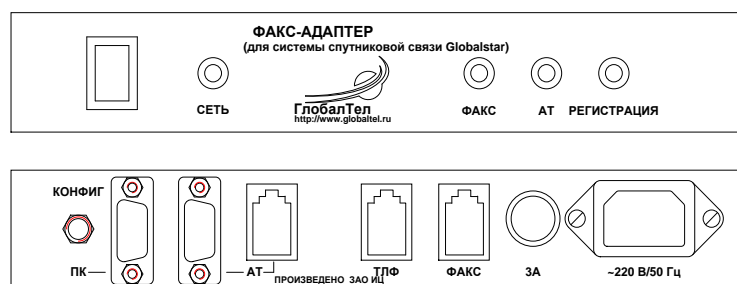 ФАКС-АДАПТЕР
(для системы спутниковой связи Globalstar)
СЕТЬ
ГлобалТел
http://www.globaltel.ru
ФАКС АТ РЕГИСТРАЦИЯ
КОНФИГ
ПК АТ ТЛФ ФАКС 3А ~220 В/50 Гц
ПРОИЗВЕДЕНО ЗАО ИЦ